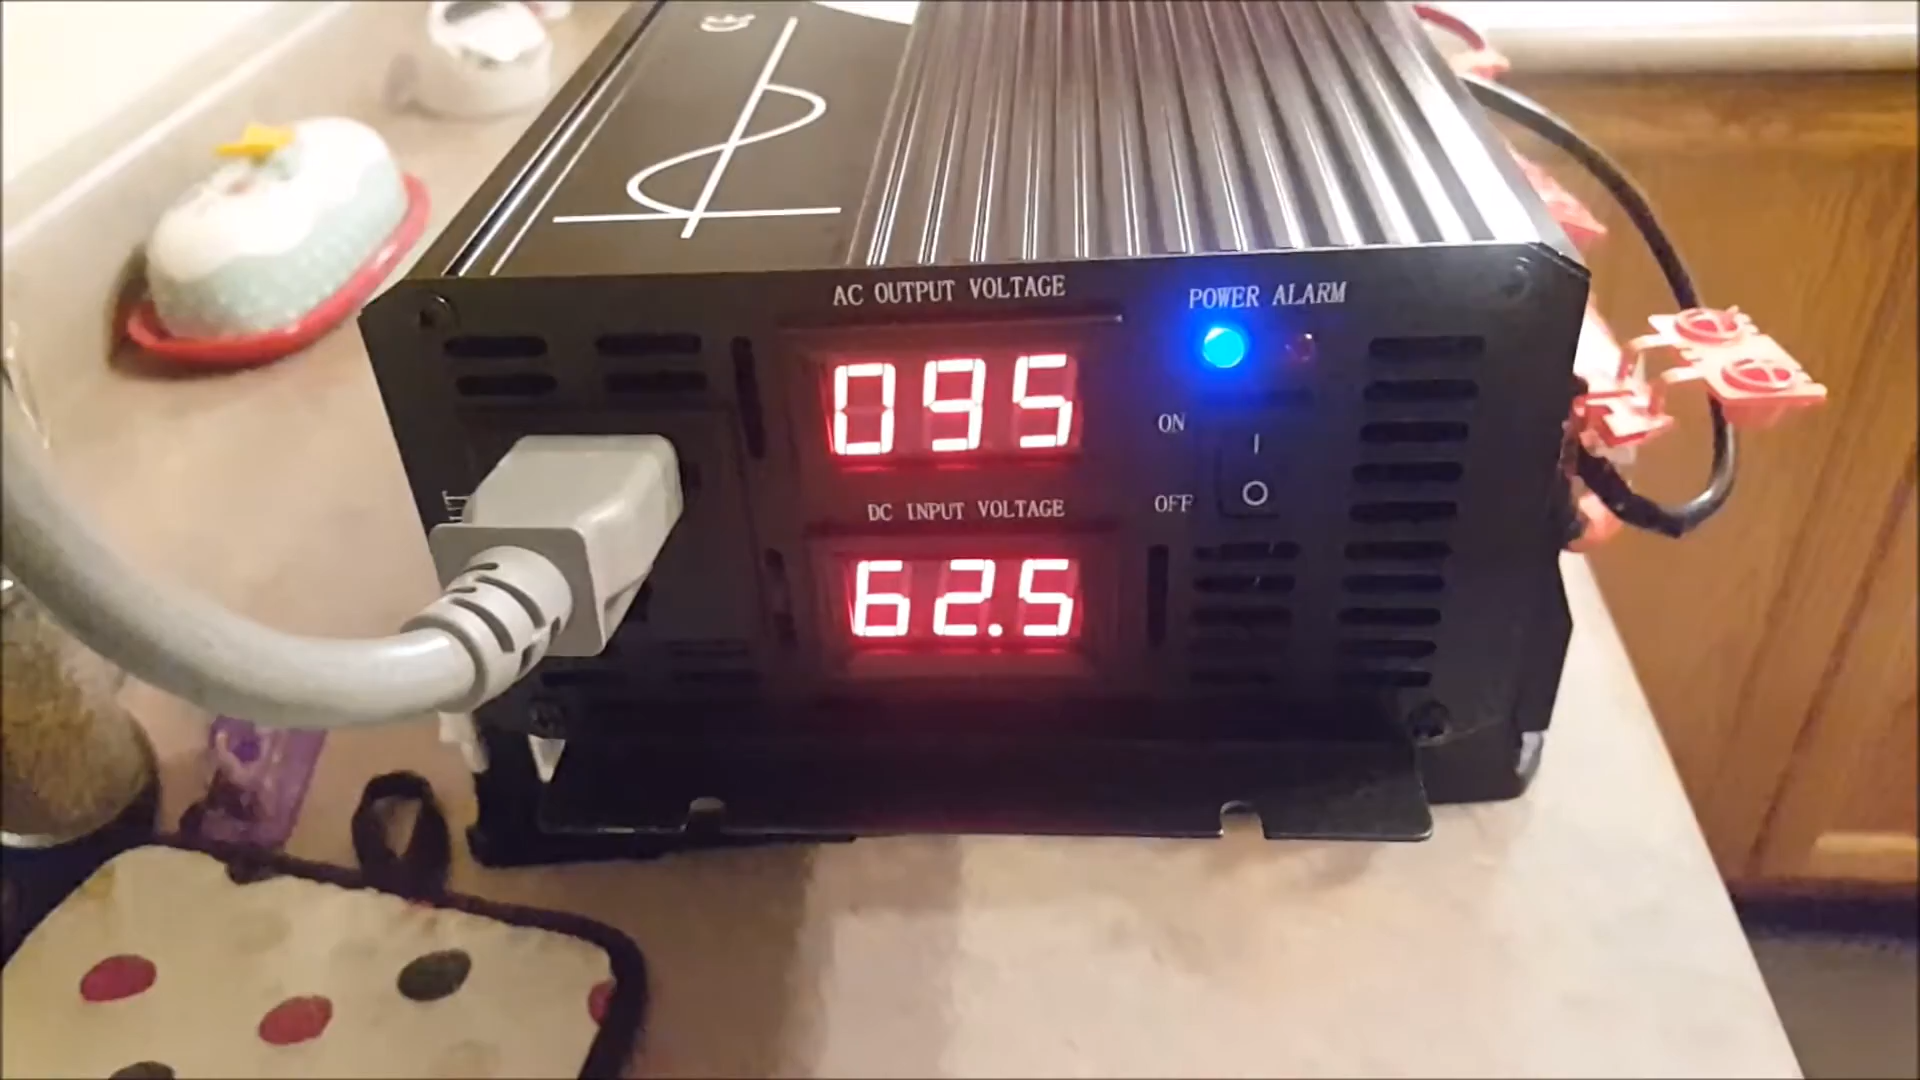 AC OUTPUT VOLTAGE
095
DC INPUT VOLTAGE
62.5
POWER ALARM
ON
I
OFF
O